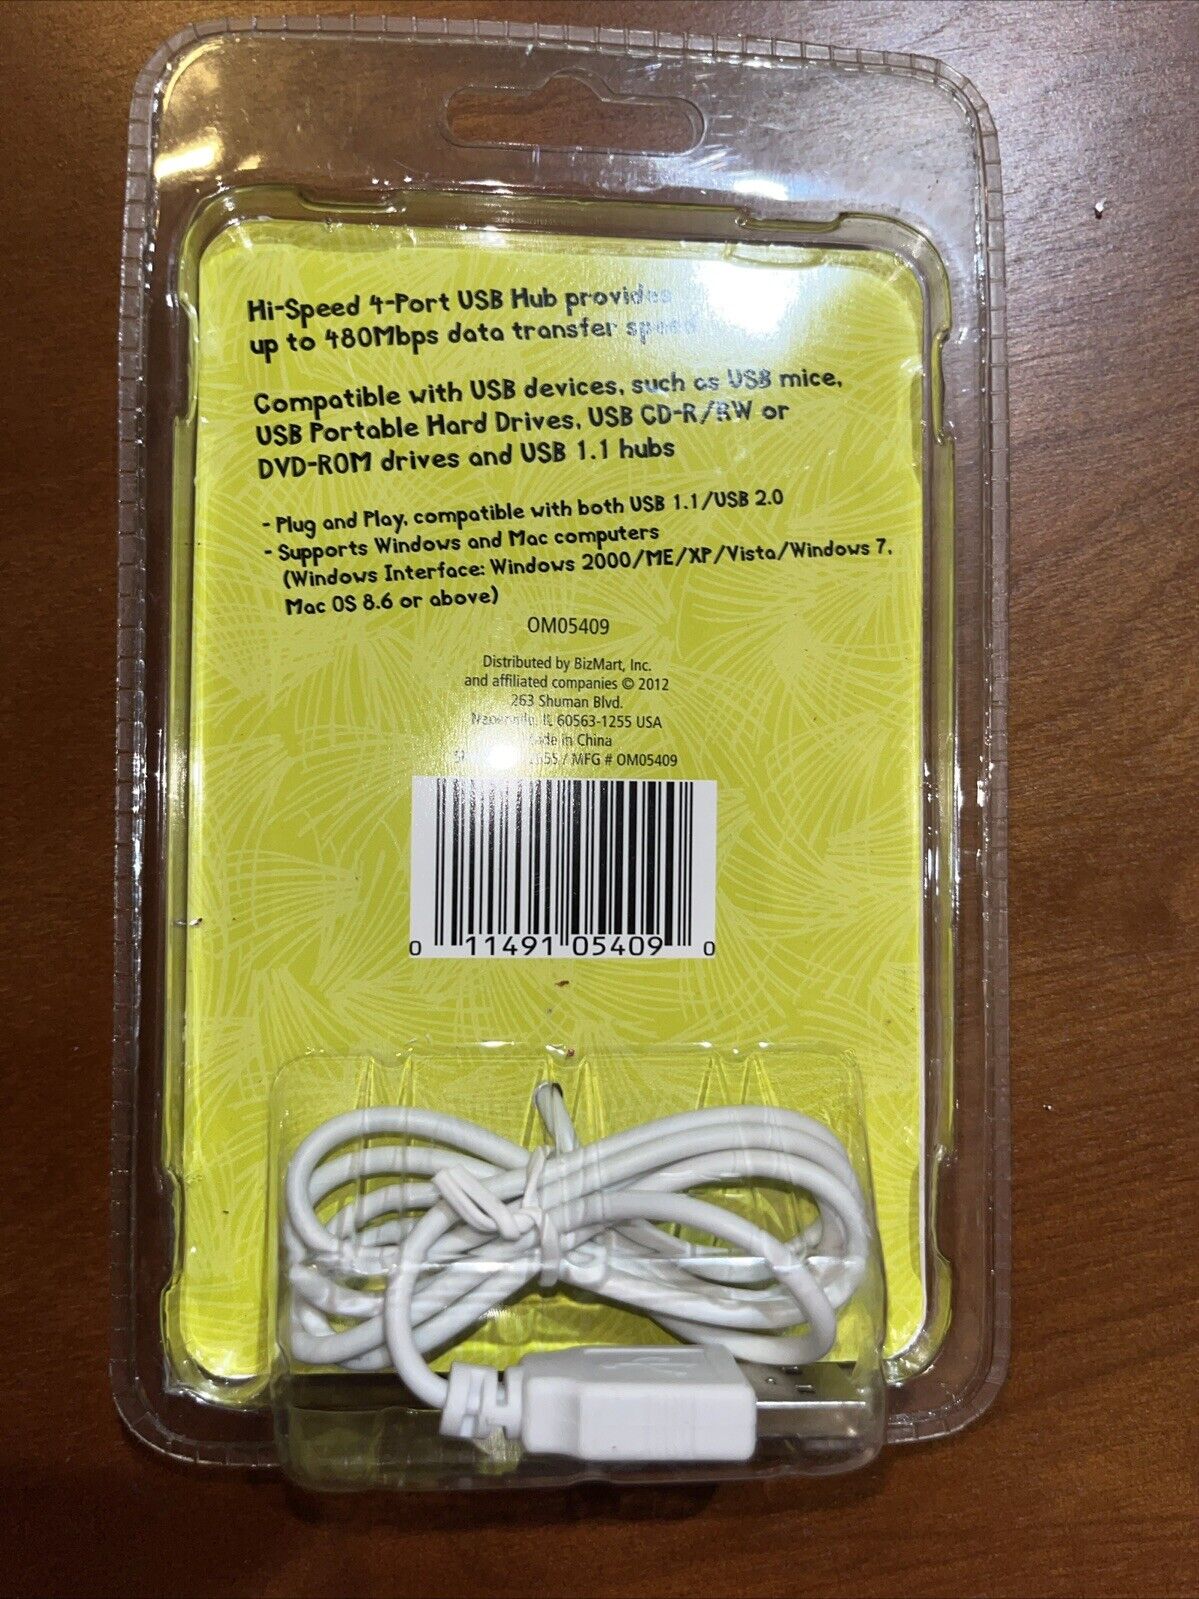 Hi-Speed 4-Port USB Hub provides
up to 480Mbps data transfer speed
Compatible with USB devices, such as USB mice,
USB Portable Hard Drives, USB CD-R/RW or
DVD-ROM drives and USB 1.1 hubs
- Plug and Play, compatible with both USB 1.1/USB 2.0
- Supports Windows and Mac computers
(Windows Interface: Windows 2000/ME/XP/Vista/Windows 7,
Mac OS 8.6 or above)
OM05409
Distributed by BizMart, Inc.
and affiliated companies © 2012
263 Shuman Blvd.
IL 60563-1255 USA
Made in China
/ MFG # OM05409
0 11491 05409 0